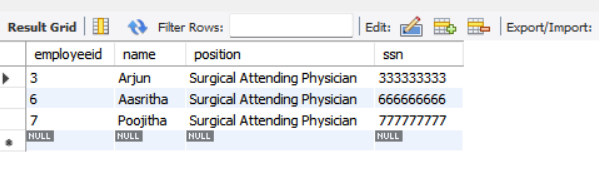 Result Grid Filter Rows: Edit: Export/Import:
employeeid name position ssn
3 Arjun Surgical Attending Physician 333333333
6 Aasritha Surgical Attending Physician 666666666
7 Poojitha Surgical Attending Physician 777777777
NULL NULL NULL NULL